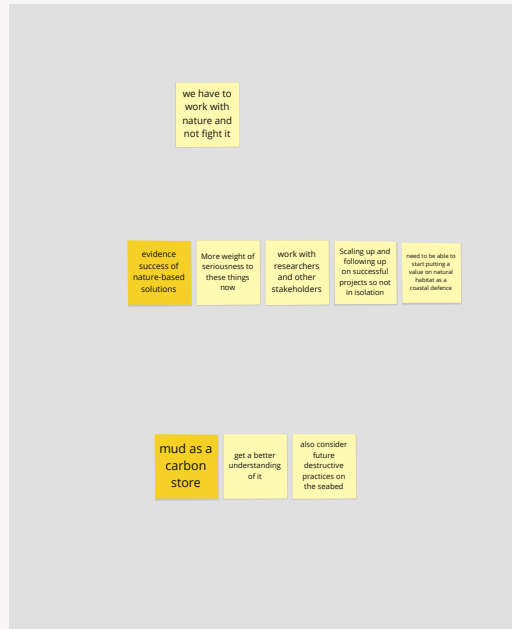 we have to
work with
nature and
not fight it
evidence
success of
nature-based
solutions
More weight of
seriousness to
these things
now
work with
researchers
and other
stakeholders
Scaling up and
following up
on successful
projects so not
in isolation
need to be able to
start putting a
value on natural
habitat as a
coastal defence
mud as a
carbon
store
get a better
understanding
of it
also consider
future
destructive
practices on
the seabed